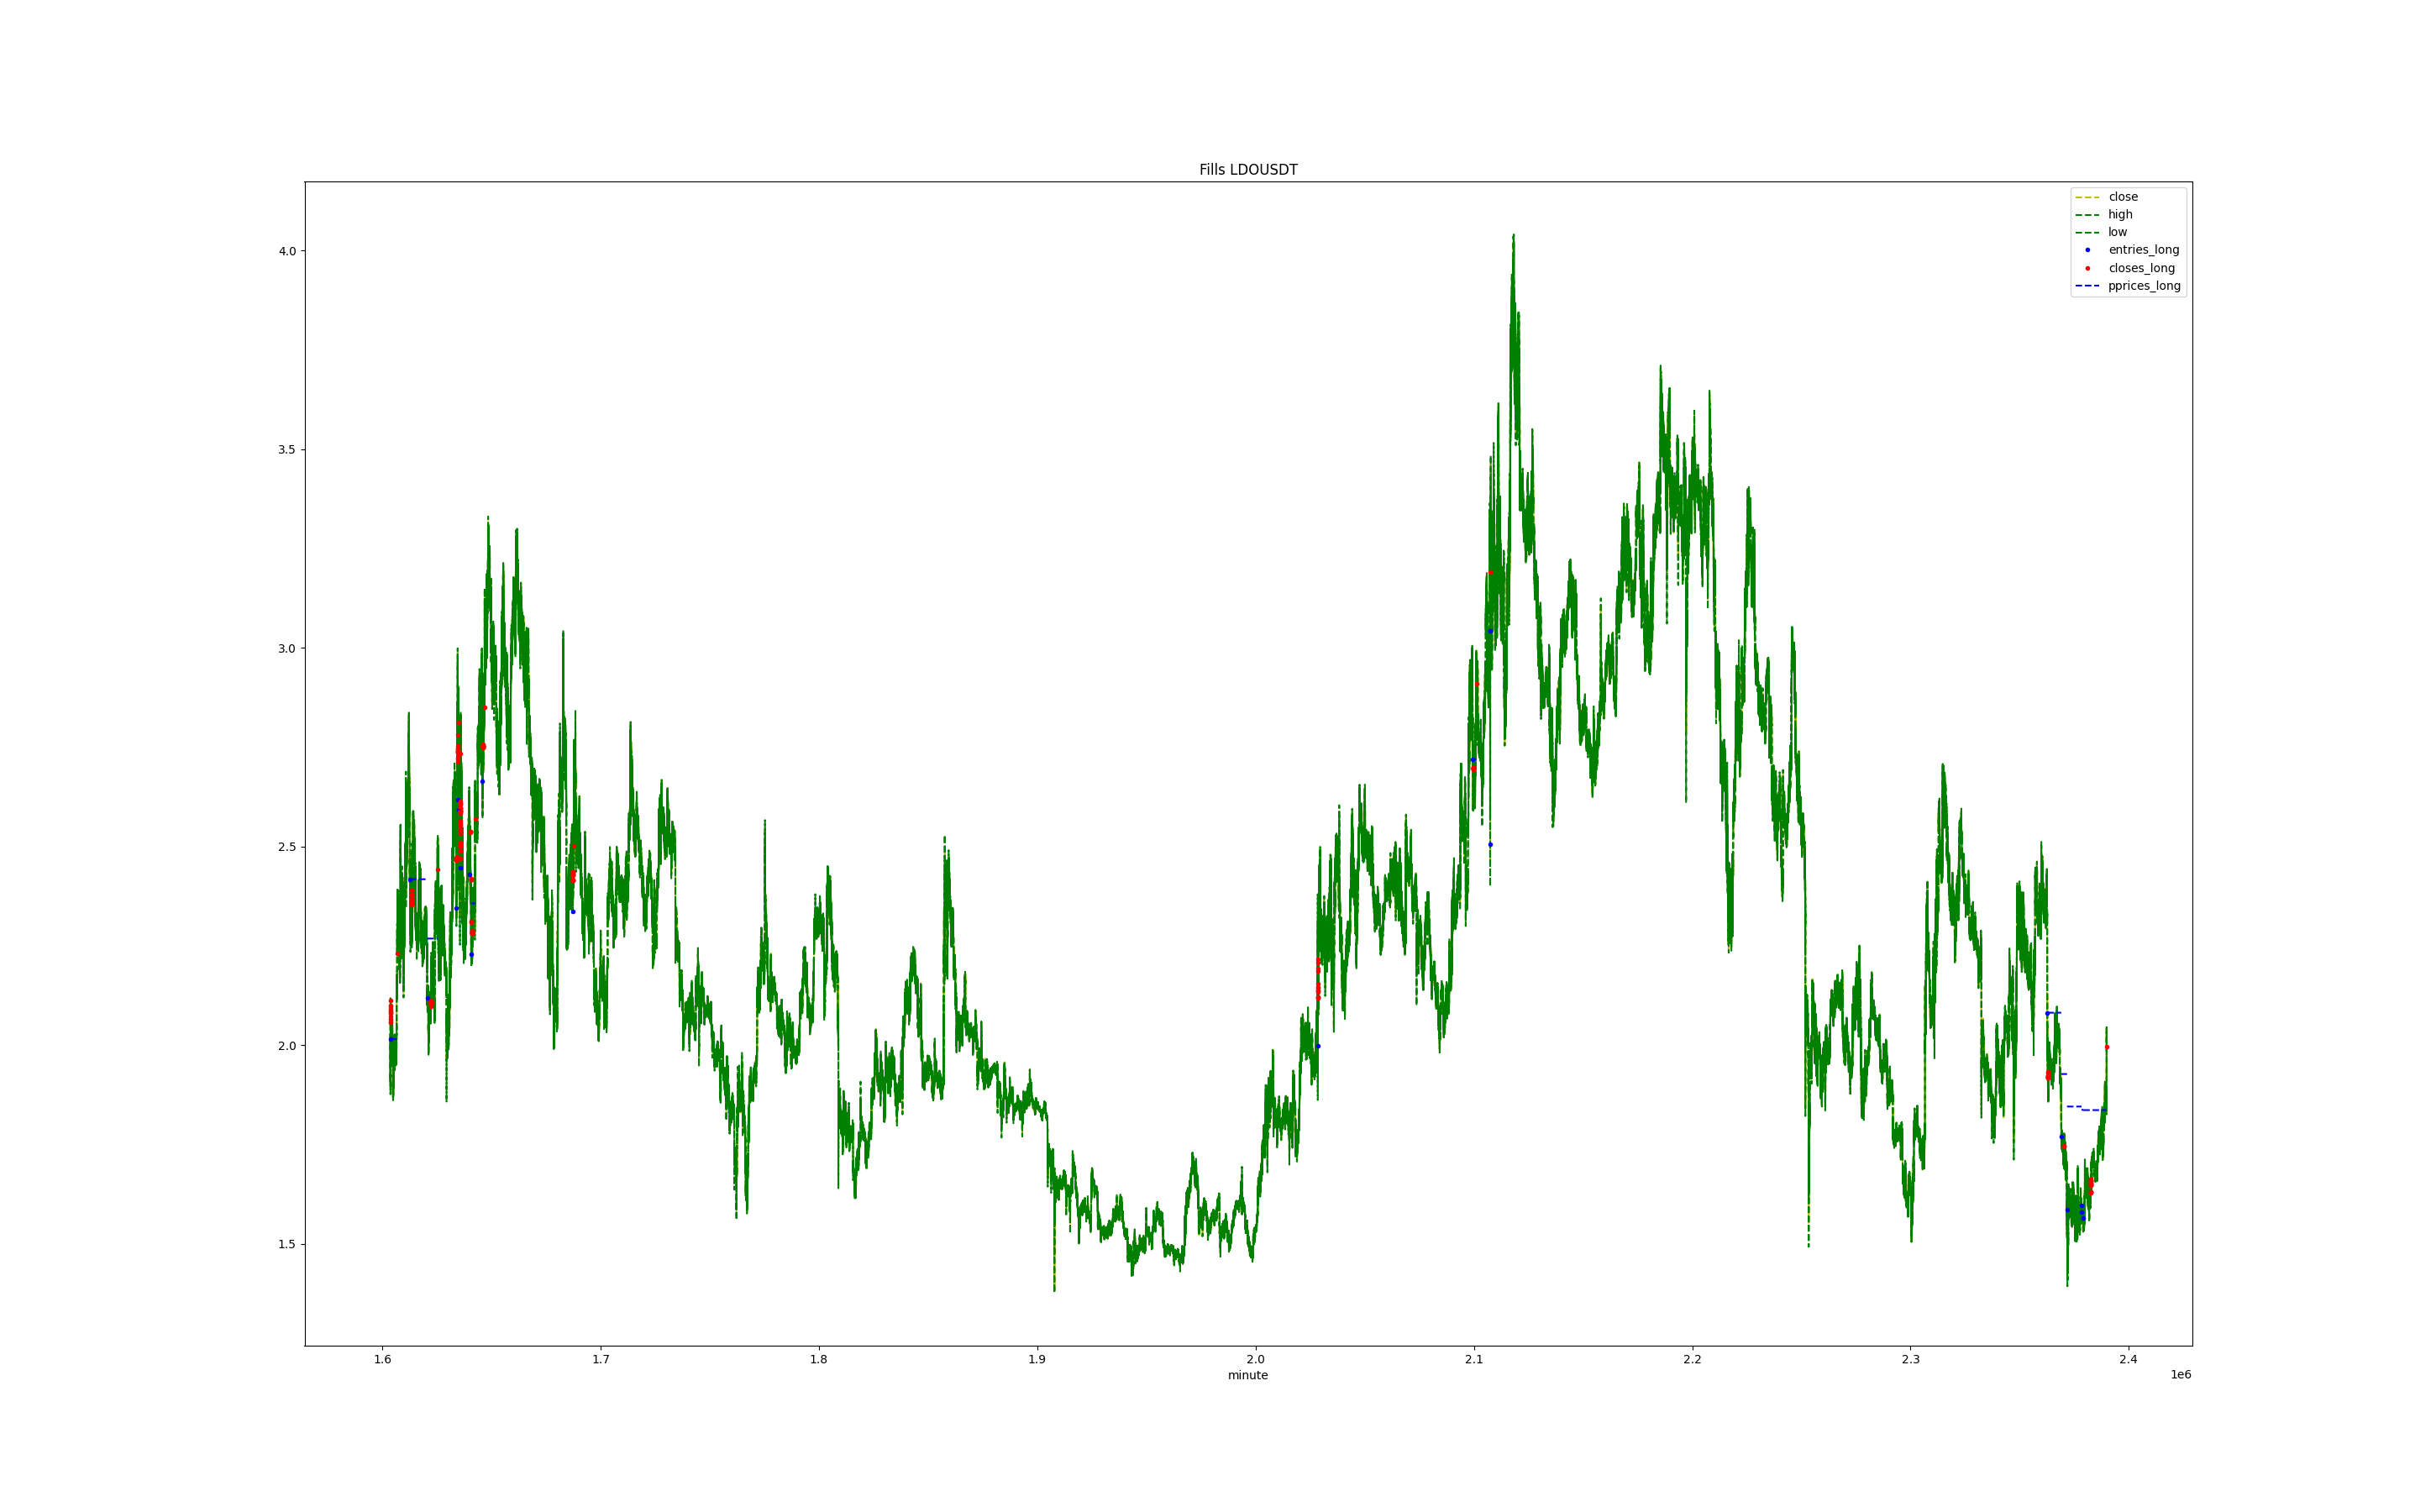 Fills LDOUSDT
close
high
low
entries_long
closes_long
pprices_long
4.0
3.5
3.0
2.5
2.0
1.5
1.6 1.7 1.8 1.9 2.0 2.1 2.2 2.3 2.4
minute 1e6